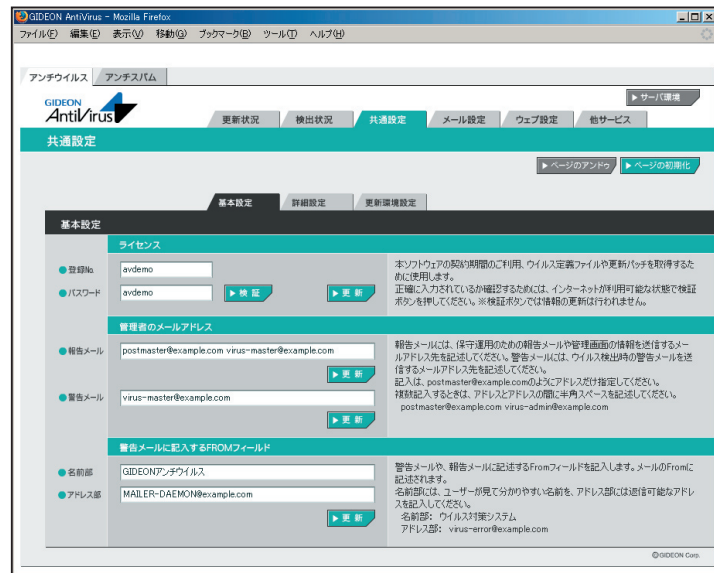 GIDEON AntiVirus - Mozilla Firefox
ファイル(F) 編集(E) 表示(V) 移動(G) ブックマーク(B) ツール(T) ヘルプ(H)
アンチウイルス アンチスパム
GIDEON
AntiVirus
▶サーバ環境
更新状況 検出状況 共通設定 メール設定 ウェブ設定 他サービス
共通設定
▶ページのアンドゥ ▶ページの初期化
基本設定 詳細設定 更新環境設定
基本設定
ライセンス
●登録No. avdemo
●パスワード avdemo ▶検 証 ▶更 新
本ソフトウェアの契約期間のご利用、ウイルス定義ファイルや更新パッチを取得するた
めに使用します。
正確に入力されているか確認するためには、インターネットが利用可能な状態で検証
ボタンを押してください。※検証ボタンでは情報の更新は行われません。
管理者のメールアドレス
●報告メール postmaster@example.com virus-master@example.com
▶更 新
●警告メール virus-master@example.com
▶更 新
報告メールには、保守運用のための報告メールや管理画面の情報を送信するメー
ルアドレス先を記述してください。警告メールには、ウイルス検出時の警告メールを送
信するメールアドレス先を記述してください。
記入は、postmaster@example.comのようにアドレスだけ指定してください。
複数記入するときは、アドレスとアドレスの間に半角スペースを記述してください。
postmaster@example.com virus-admin@example.com
警告メールに記入するFROMフィールド
●名前部 GIDEONアンチウイルス
●アドレス部 MAILER-DAEMON@example.com
▶更 新
警告メールや、報告メールに記述するFromフィールドを記入します。メールのFromに
記述されます。
名前部には、ユーザーが見て分かりやすい名前を、アドレス部には返信可能なアドレ
スを記入してください。
名前部: ウイルス対策システム
アドレス部: virus-error@example.com
©GIDEON Corp.